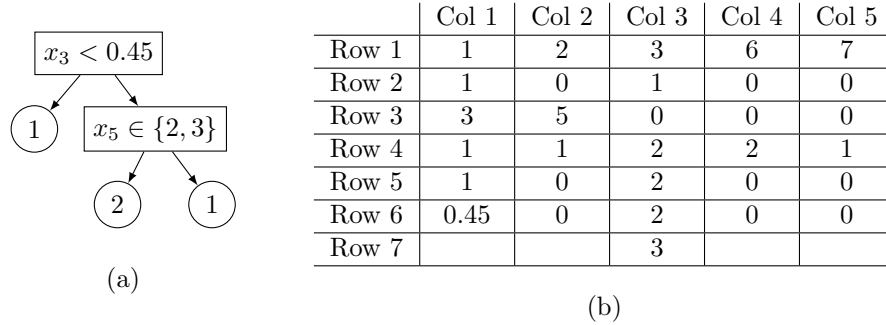 x₃ < 0.45
1
x₅ ∈ {2, 3}
2
1
(a)
Col 1 Col 2 Col 3 Col 4 Col 5
Row 1 1 2 3 6 7
Row 2 1 0 1 0 0
Row 3 3 5 0 0 0
Row 4 1 1 2 2 1
Row 5 1 0 2 0 0
Row 6 0.45 0 2 0 0
Row 7 3
(b)